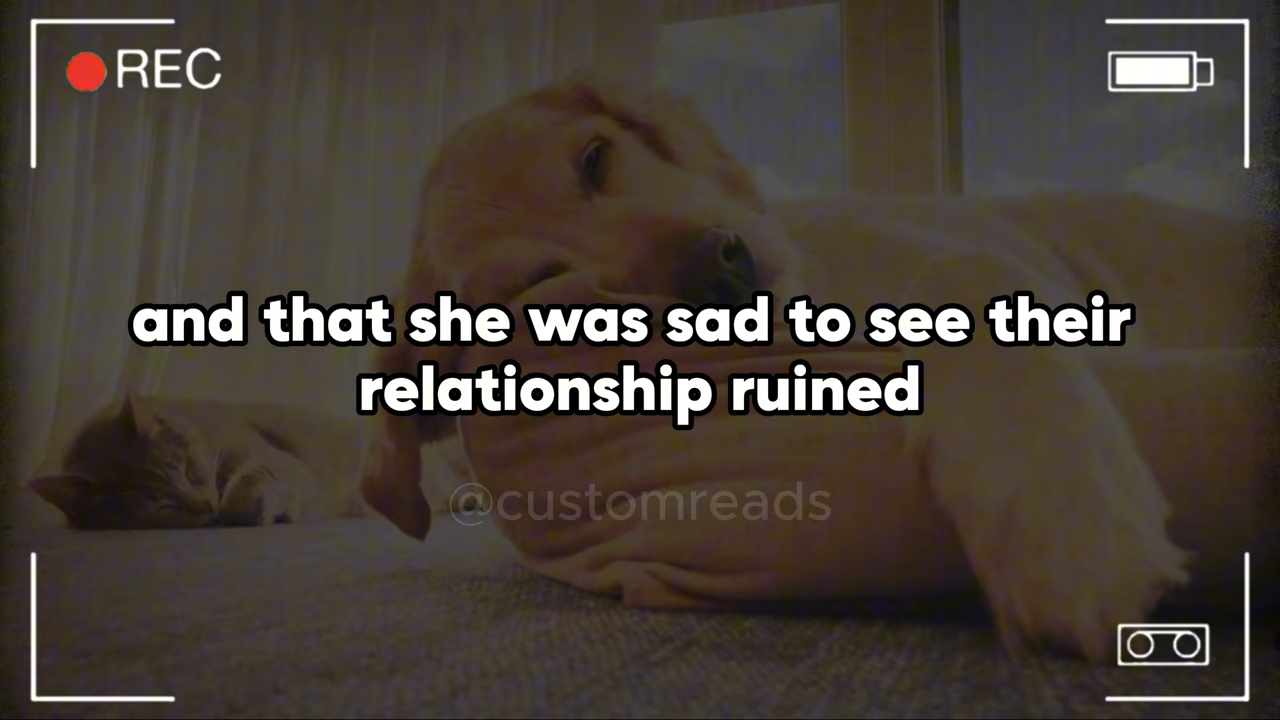 REC
and that she was sad to see their
relationship ruined
@customreads